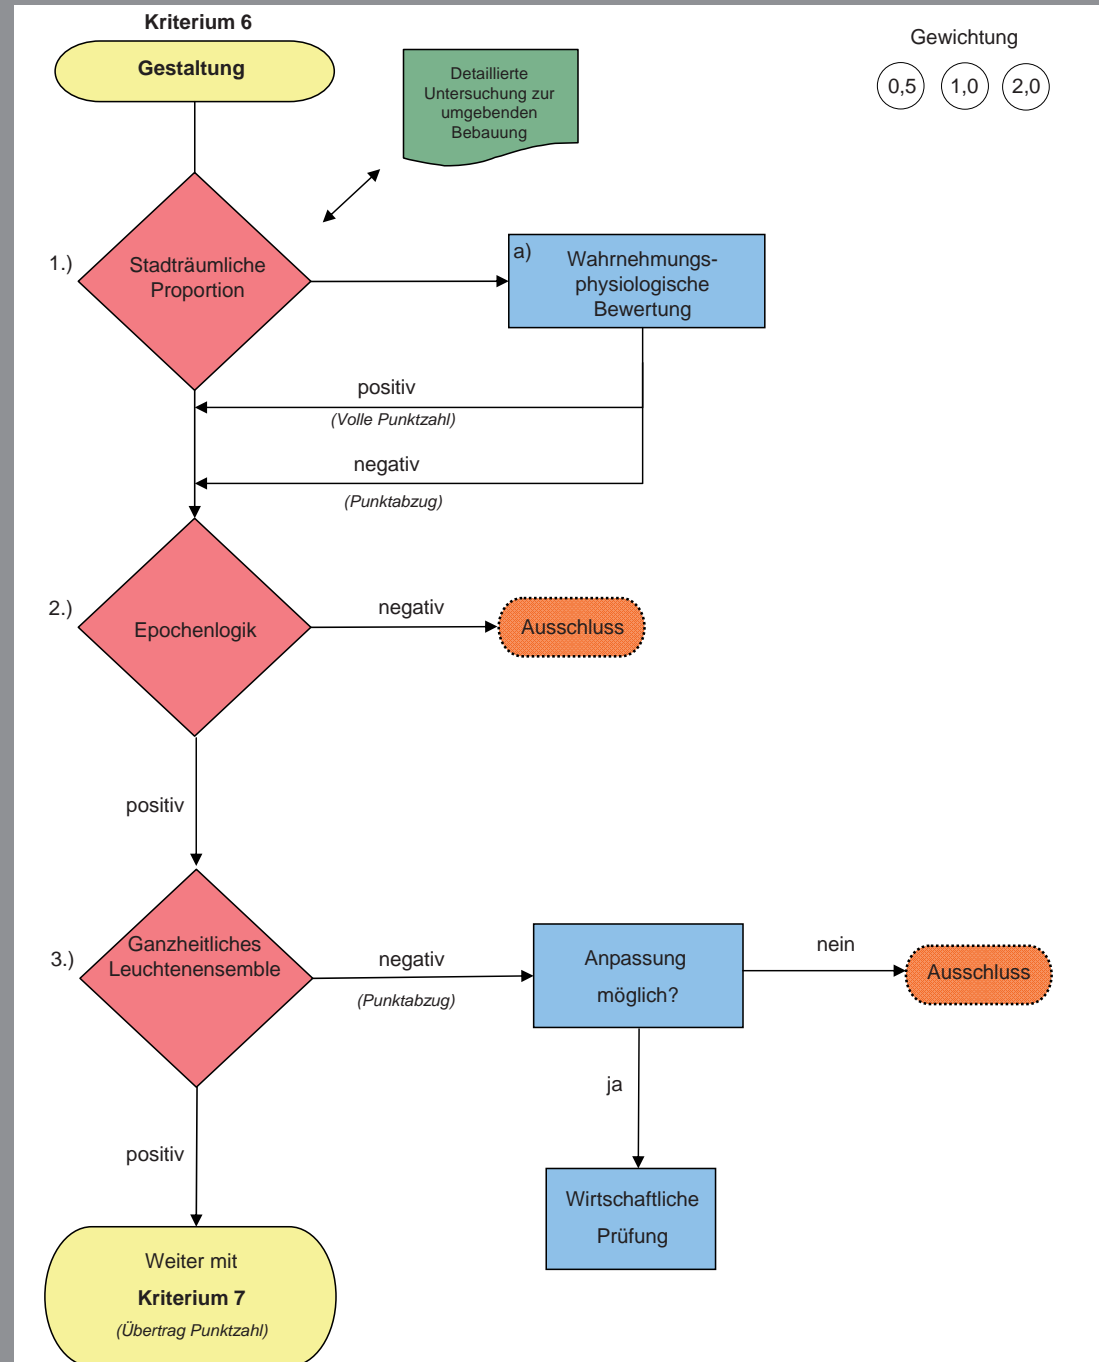 Kriterium 6
Gestaltung
Detaillierte
Untersuchung zur
umgebenden
Bebauung
Gewichtung
0,5 1,0 2,0
1.)
Stadträumliche
Proportion
a)
Wahrnehmungs-
physiologische
Bewertung
positiv
(Volle Punktzahl)
negativ
(Punktabzug)
2.)
Epochenlogik
negativ
Ausschluss
positiv
3.)
Ganzheitliches
Leuchtenensemble
negativ
(Punktabzug)
Anpassung
möglich?
nein
Ausschluss
ja
positiv
Wirtschaftliche
Prüfung
Weiter mit
Kriterium 7
(Übertrag Punktzahl)